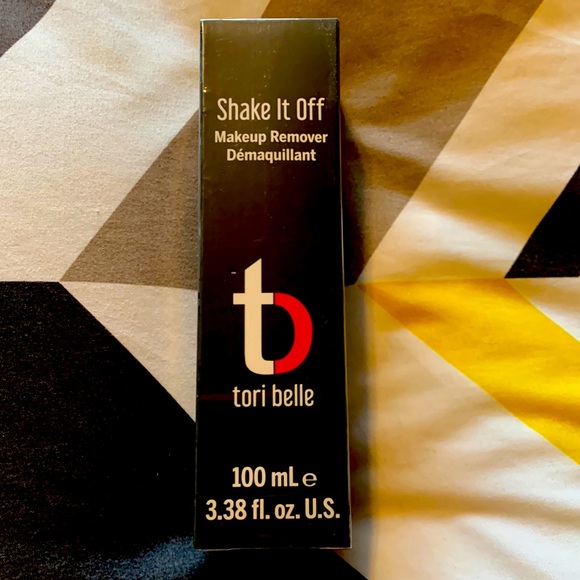 Shake It Off
Makeup Remover
Démaquillant
tb
tori belle
100 mL e
3.38 fl. oz. U.S.